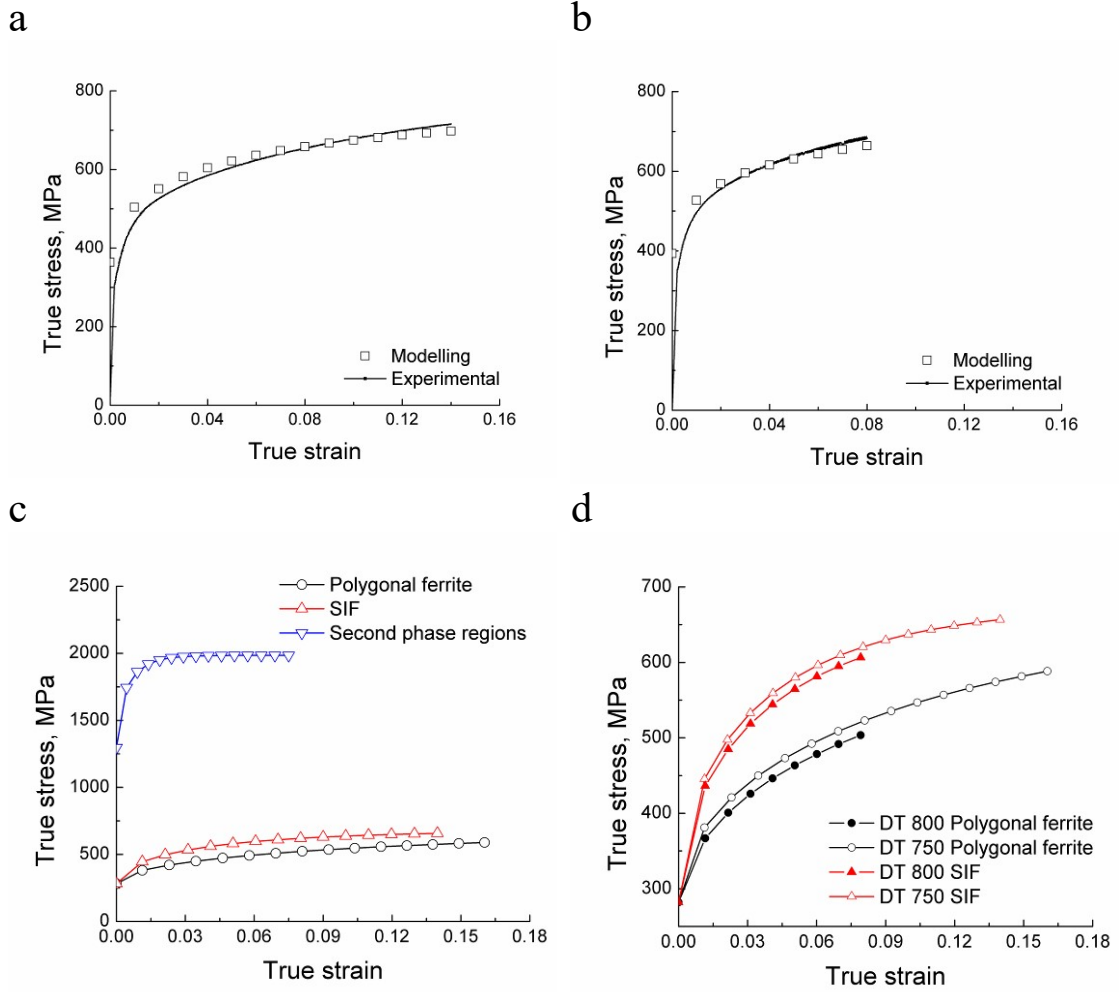 a
800
600
400
200
0
True stress, MPa
Modelling
Experimental
0.00 0.04 0.08 0.12 0.16
True strain
b
800
600
400
200
0
True stress, MPa
Modelling
Experimental
0.00 0.04 0.08 0.12 0.16
True strain
c
2500
2000
1500
1000
500
0
True stress, MPa
Polygonal ferrite
SIF
Second phase regions
0.00 0.03 0.06 0.09 0.12 0.15 0.18
True strain
d
700
600
500
400
300
True stress, MPa
DT 800 Polygonal ferrite
DT 750 Polygonal ferrite
DT 800 SIF
DT 750 SIF
0.00 0.03 0.06 0.09 0.12 0.15 0.18
True strain